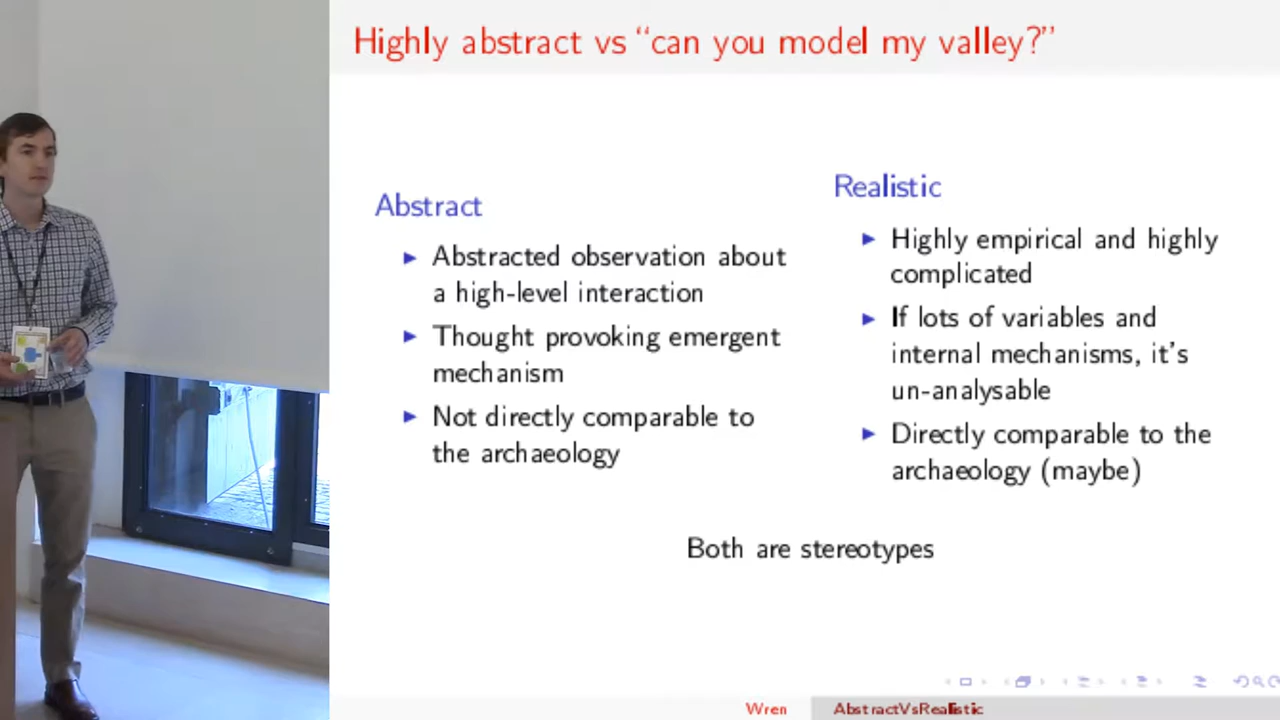 Highly abstract vs “can you model my valley?”
Abstract
Abstracted observation about
a high-level interaction
Thought provoking emergent
mechanism
Not directly comparable to
the archaeology
Realistic
Highly empirical and highly
complicated
If lots of variables and
internal mechanisms, it's
un-analysable
Directly comparable to the
archaeology (maybe)
Both are stereotypes
Wren
AbstractVsRealistic